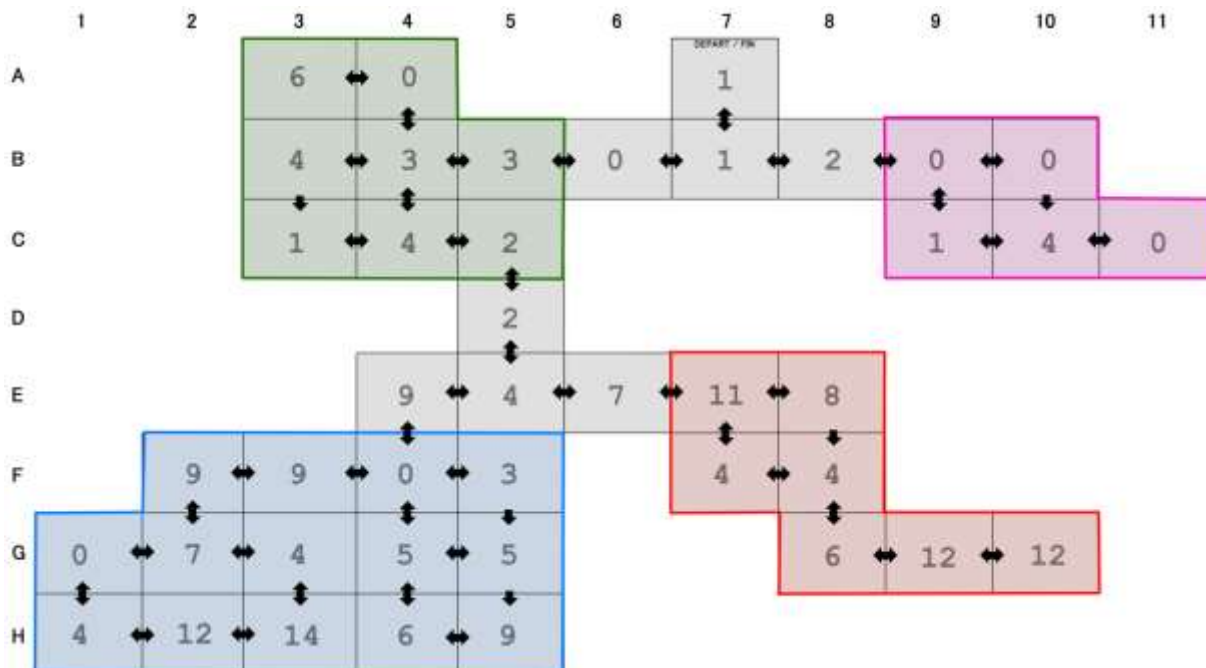 1 2 3 4 5 6 7 8 9 10 11
DEPART / FIN
A 6 0 1
B 4 3 3 0 1 2 0 0
C 1 4 2 1 4 0
D 2
E 9 4 7 11 8
F 9 9 0 3 4 4
G 0 7 4 5 5 6 12 12
H 4 12 14 6 9